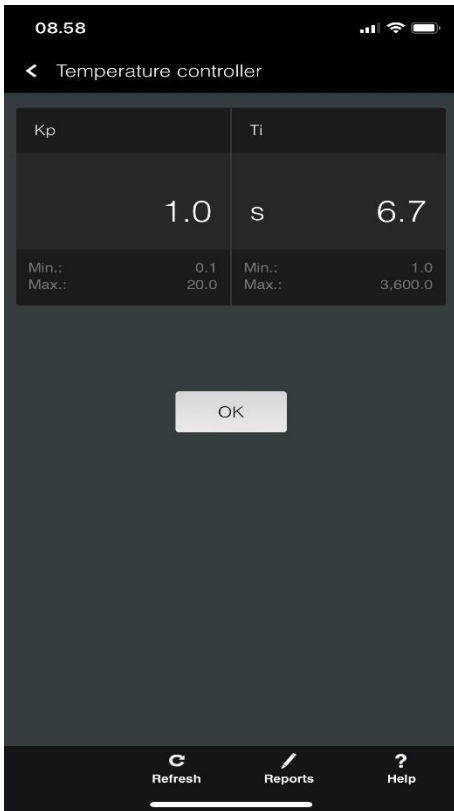 08.58
Temperature controller
Kp
Ti
1.0
s 6.7
Min.: 0.1
Max.: 20.0
Min.: 1.0
Max.: 3,600.0
OK
Refresh
Reports
? Help